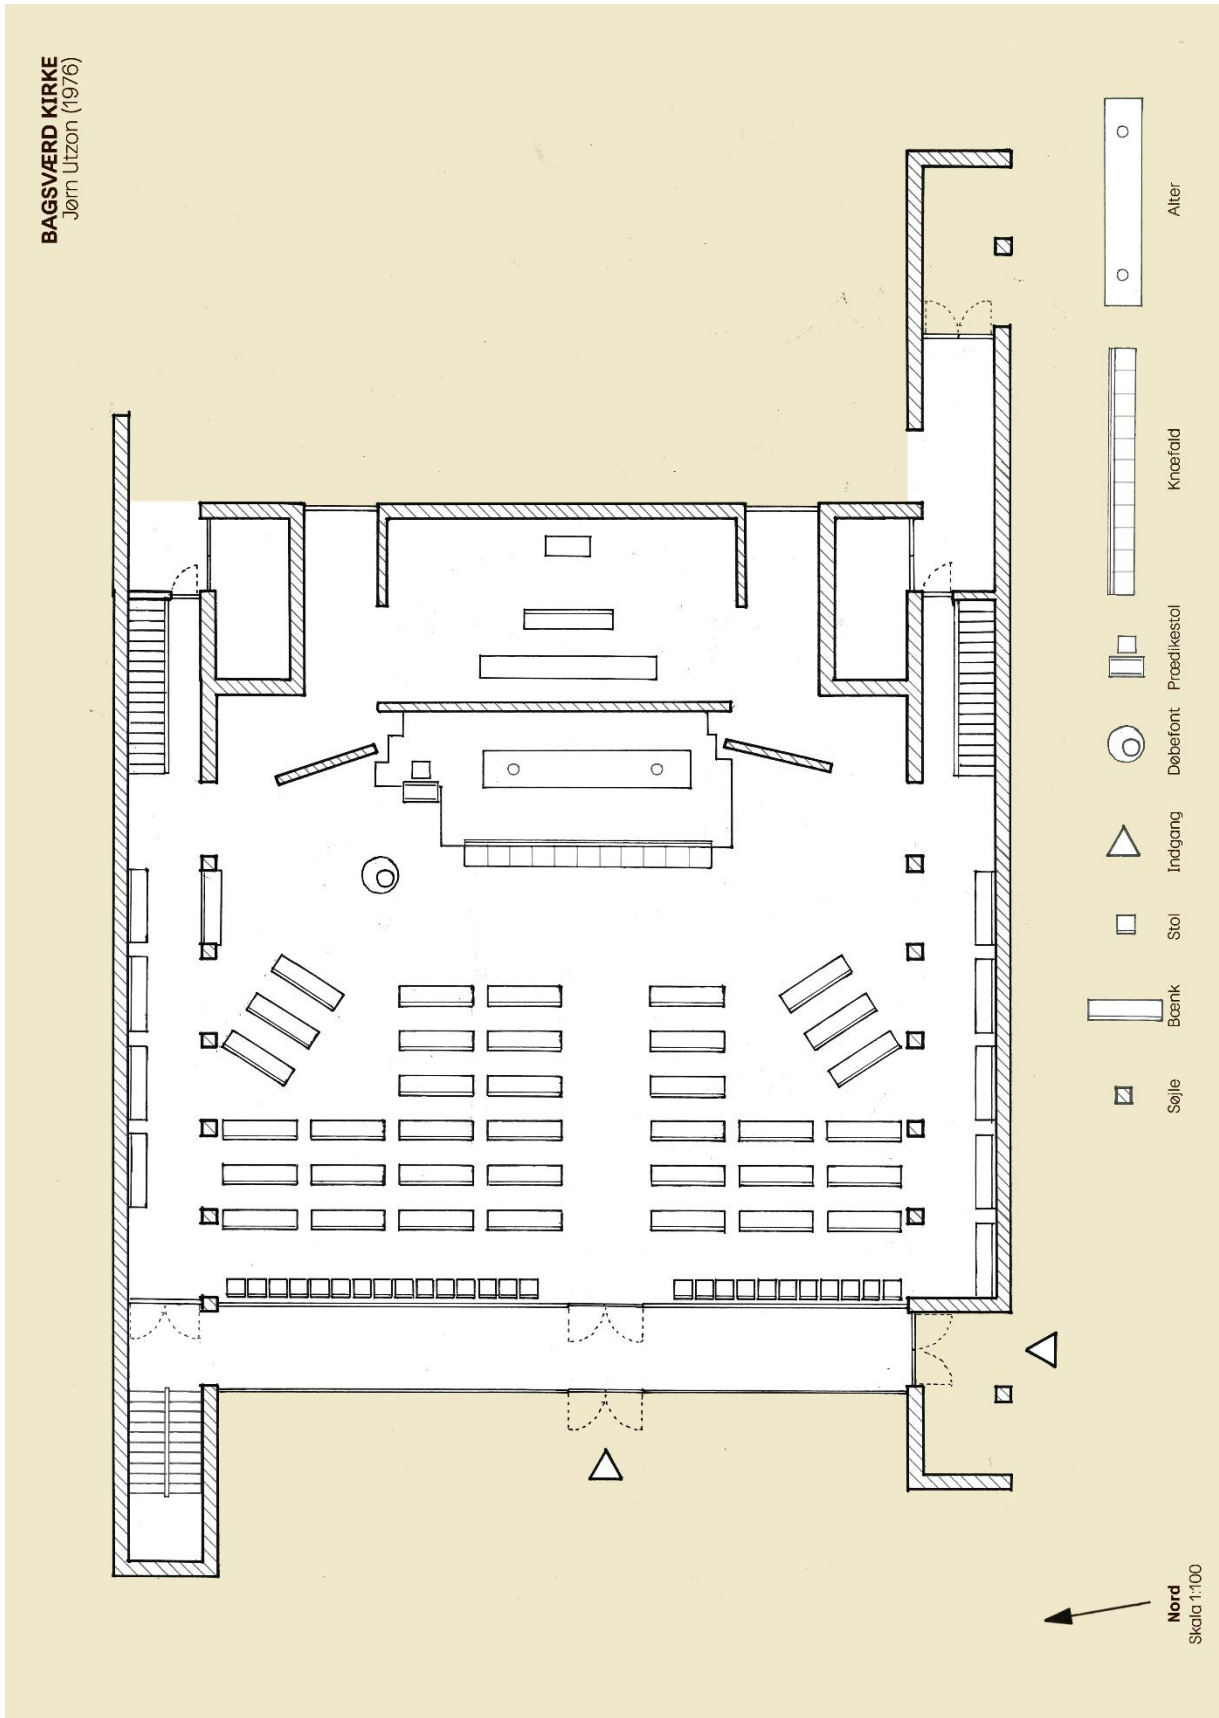 BAGSVÆRD KIRKE
Jørn Utzon (1976)
Søjle
Bænk
Stol
Indgang
Døbefont
Prædikestol
Knæfald
Alter
Nord
Skala 1:100